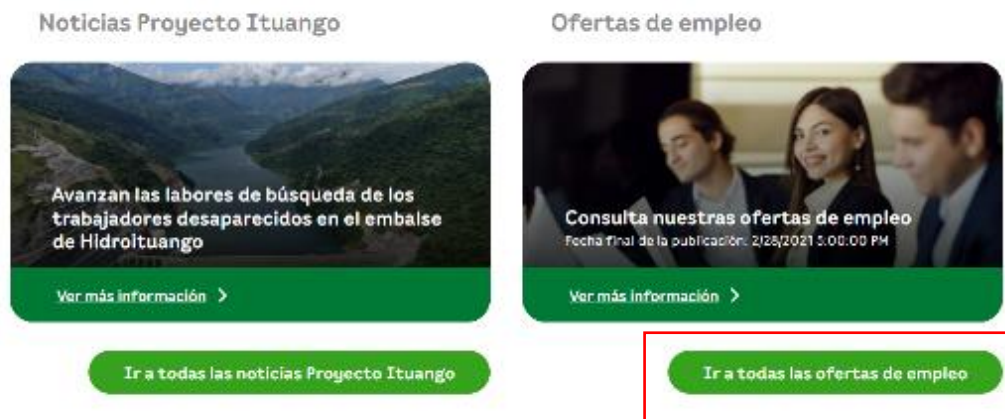 Noticias Proyecto Ituango
Avanzan las labores de búsqueda de los
trabajadores desaparecidos en el embalse
de Hidroituango
Ver más información >
Ir a todas las noticias Proyecto Ituango
Ofertas de empleo
Consulta nuestras ofertas de empleo
Fecha final de la publicación: 2/28/2021 5:00:00 PM
Ver más información >
Ir a todas las ofertas de empleo